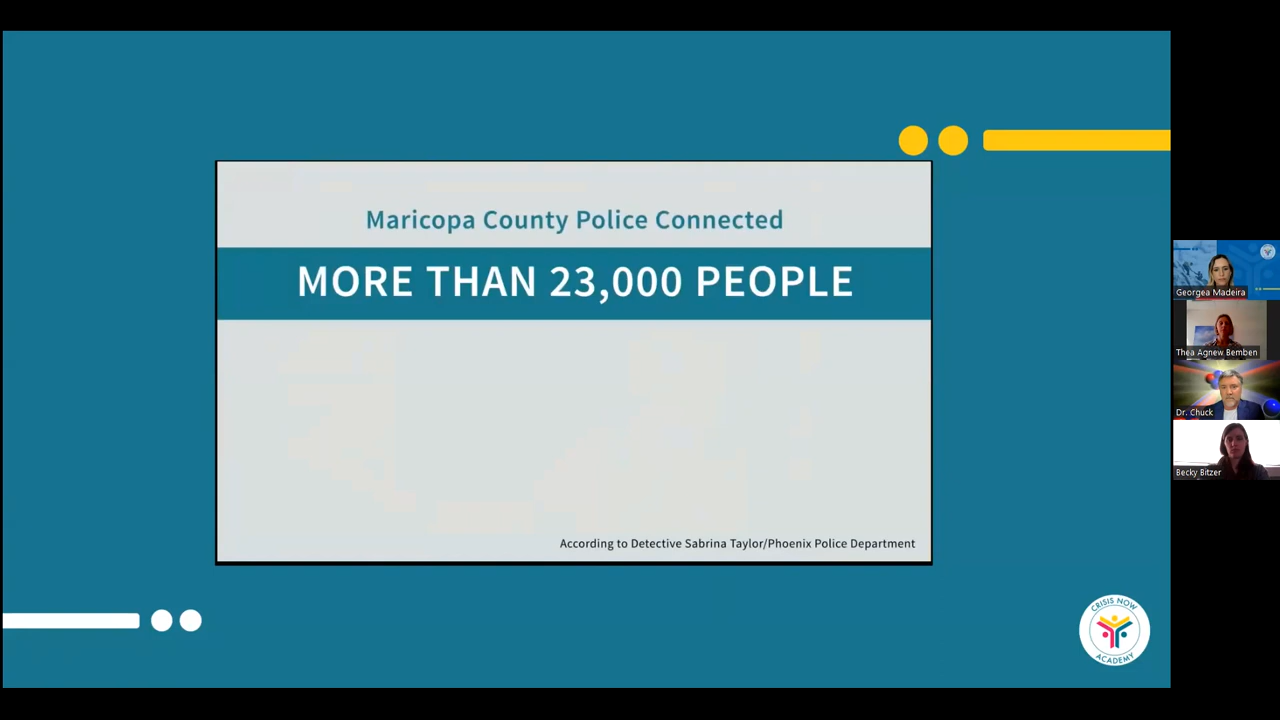 Maricopa County Police Connected
MORE THAN 23,000 PEOPLE
According to Detective Sabrina Taylor/Phoenix Police Department
CRISIS NOW
ACADEMY
Georgea Madeira
Thea Agnew Bemben
Dr. Chuck
Becky Bitzer